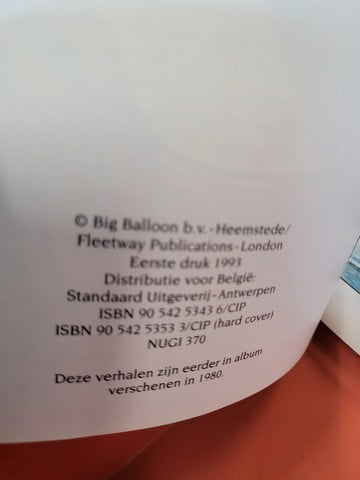 © Big Balloon b.v. - Heemstede/
Fleetway Publications - London
Eerste druk 1993
Distributie voor België:
Standaard Uitgeverij - Antwerpen
ISBN 90 542 5343 6/CIP
ISBN 90 542 5353 3/CIP (hard cover)
NUGI 370
Deze verhalen zijn eerder in album
verschenen in 1980.